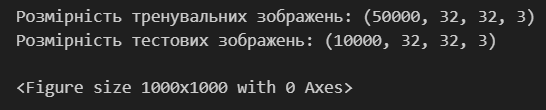 Розмірність тренувальних зображень: (50000, 32, 32, 3)
Розмірність тестових зображень: (10000, 32, 32, 3)
<Figure size 1000x1000 with 0 Axes>